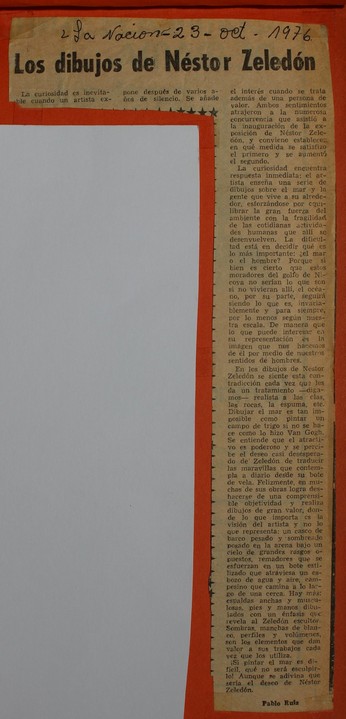 La Nacion - 23 - oct. - 1976
Los dibujos de Néstor Zeledón
La curiosidad es inevita-
ble cuando un artista ex-
pone después de varios a-
ños de silencio. Se añade
el interés cuando se trata
además de una persona de
valor. Ambos sentimientos
atrajeron a la numerosa
concurrencia que asistió a
la inauguración de la ex-
posición de Néstor Zele-
dón, y conviene establecer
en qué medida se satisfizo
el primero y se aumentó
el segundo.
La curiosidad encuentra
respuesta inmediata: el ar-
tista enseña una serie de
dibujos sobre el mar y la
gente que vive a su alrede-
dor, esforzándose por equi-
librar la gran fuerza del
ambiente con la fragilidad
de las cotidianas activida-
des humanas que allí se
desenvuelven. La dificul-
tad está en decidir qué es
lo más importante: ¿el mar
o el hombre? Porque si
bien es cierto que estos
moradores del golfo de Ni-
coya no serían lo que son
si no vivieran allí, el océa-
no, por su parte, seguirá
siendo lo que es, invaria-
blemente y para siempre,
por lo menos según nues-
tra escala. De manera que
lo que puede interesar en
su representación es la
imagen que nos hacemos
de él por medio de nuestros
sentidos de hombres.
En los dibujos de Néstor
Zeledón se siente esta con-
tradicción cada vez que les
da un tratamiento —diga-
mos— realista a las olas,
las rocas, la espuma, etc.
Dibujar el mar es tan im-
posible como pintar un
campo de trigo si no se ha-
ce como lo hizo Van Gogh.
Se entiende que el atracti-
vo es poderoso y se perci-
be el deseo casi desespera-
do de Zeledón de traducir
las maravillas que contem-
pla a diario desde su bote
de vela. Felizmente, en mu-
chas de sus obras logra des-
hacerse de una comprensi-
ble objetividad y realiza
dibujos de gran valor, don-
de lo que importa es la
visión del artista y no lo
que representa: un casco de
barco pesado y sombreado
posado en la arena bajo un
cielo de grandes rasgos e-
puestos, remadores que se
esfuerzan en un bote esti-
lizado que atraviesa un ca-
bozo de agua y aire, cam-
pesino que camina a lo lar-
go de una cerca. Hay más:
espaldas anchas y muscu-
losas, pies y manos dibu-
jados con un énfasis que
revela al Zeledón escultor.
Sombras, manchas de blan-
co, perfiles y volúmenes,
son los elementos que dan
valor a sus trabajos cada
vez que los utiliza.
¡Si pintar el mar es di-
fícil, qué no será esculpir-
lo! Aunque se adivina que
sería el deseo de Néstor
Zeledón.
Pablo Ruiz